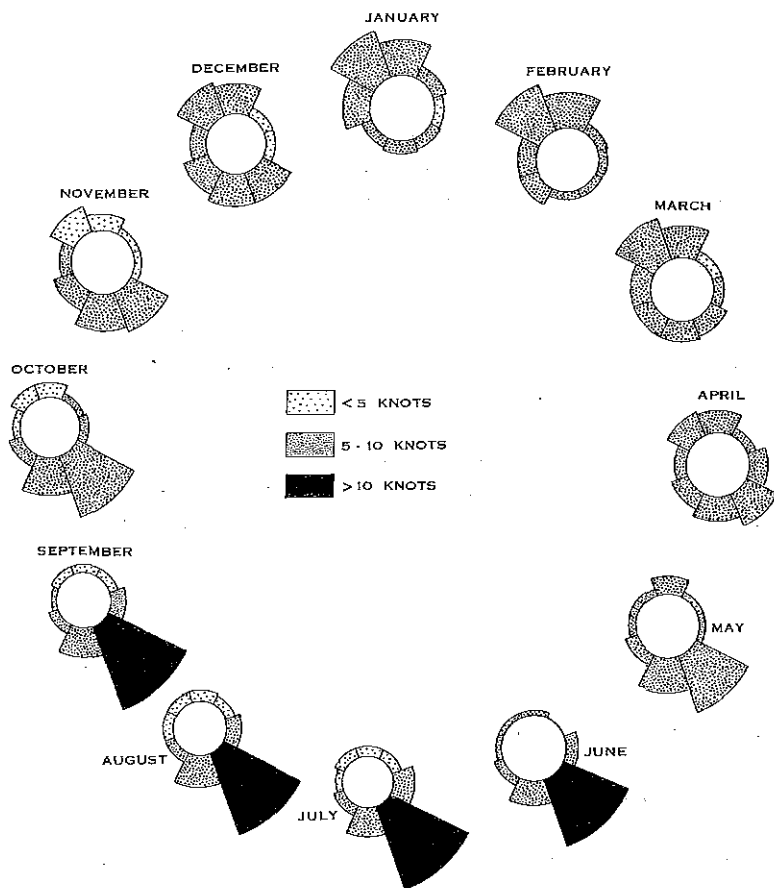 JANUARY
DECEMBER
FEBRUARY
NOVEMBER
MARCH
OCTOBER
APRIL
< 5 KNOTS
5 - 10 KNOTS
> 10 KNOTS
SEPTEMBER
MAY
AUGUST
JUNE
JULY